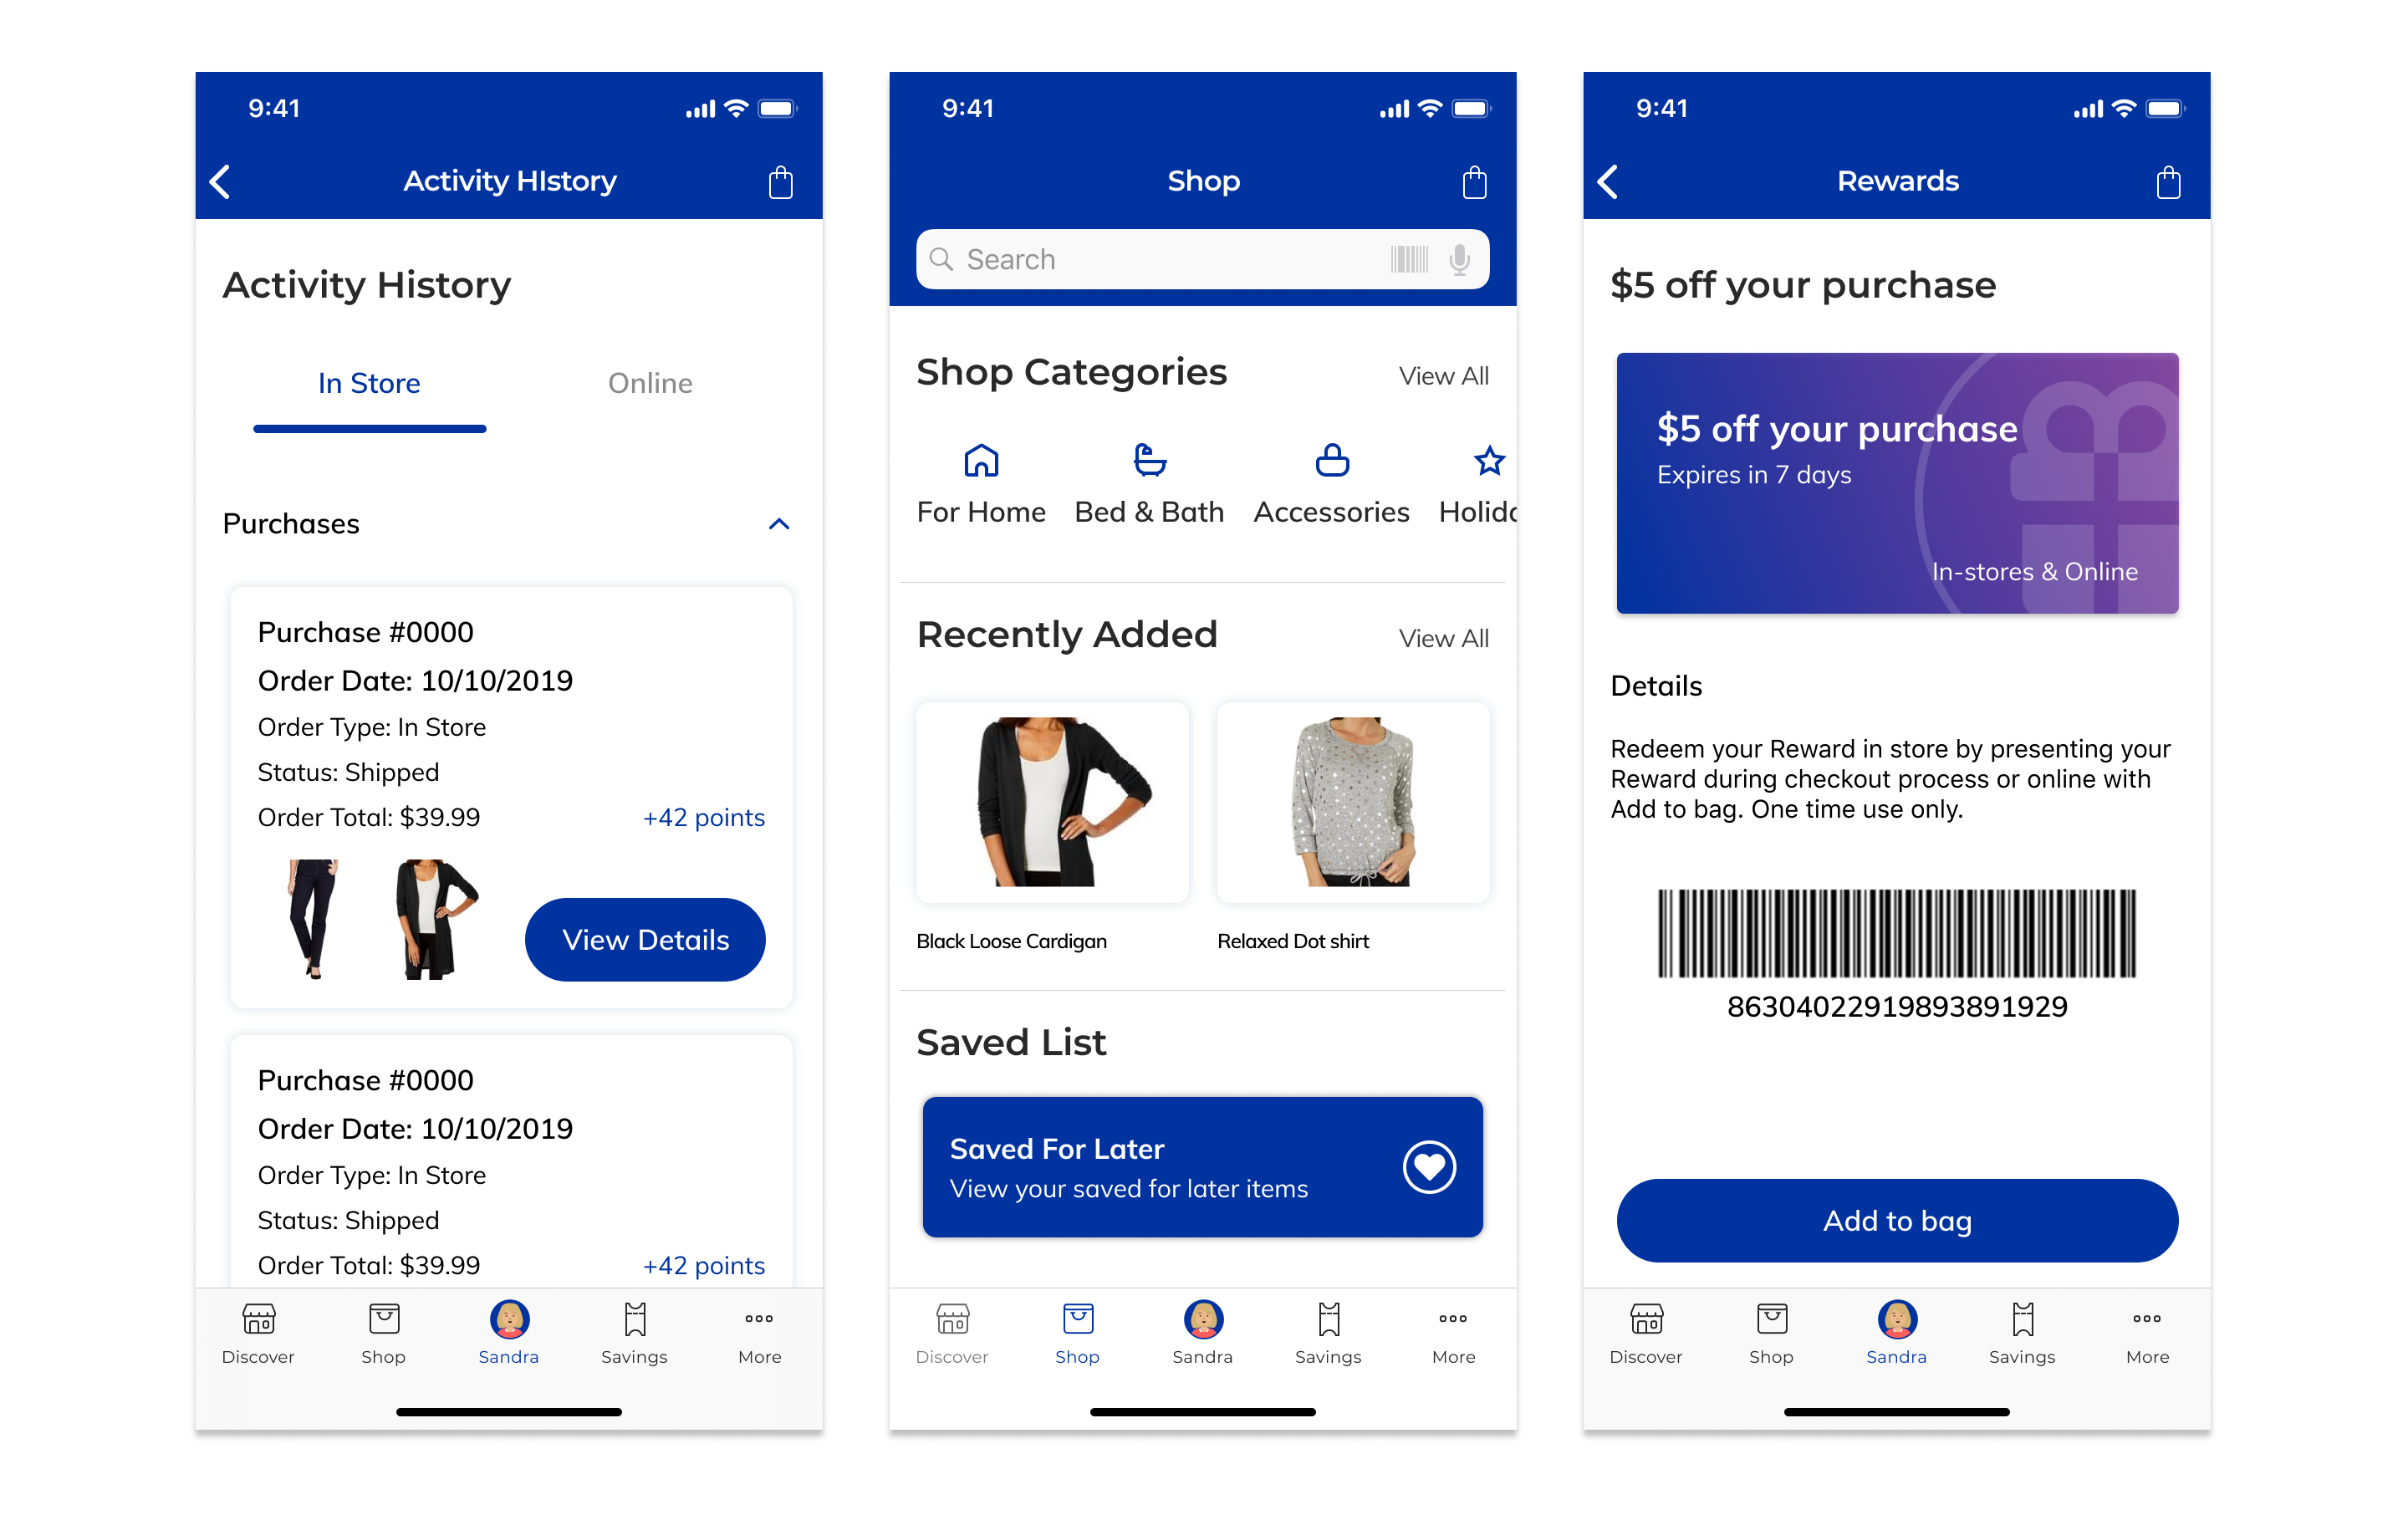 9:41
Activity HIstory
Activity History
In Store
Online
Purchases
Purchase #0000
Order Date: 10/10/2019
Order Type: In Store
Status: Shipped
Order Total: $39.99
+42 points
View Details
Purchase #0000
Order Date: 10/10/2019
Order Type: In Store
Status: Shipped
Order Total: $39.99
+42 points
Discover
Shop
Sandra
Savings
More
9:41
Shop
Search
Shop Categories
View All
For Home
Bed & Bath
Accessories
Recently Added
View All
Black Loose Cardigan
Relaxed Dot shirt
Saved List
Saved For Later
View your saved for later items
Discover
Shop
Sandra
Savings
More
9:41
Rewards
$5 off your purchase
$5 off your purchase
Expires in 7 days
In-stores & Online
Details
Redeem your Reward in store by presenting your
Reward during checkout process or online with
Add to bag. One time use only.
86304022919893891929
Add to bag
Discover
Shop
Sandra
Savings
More